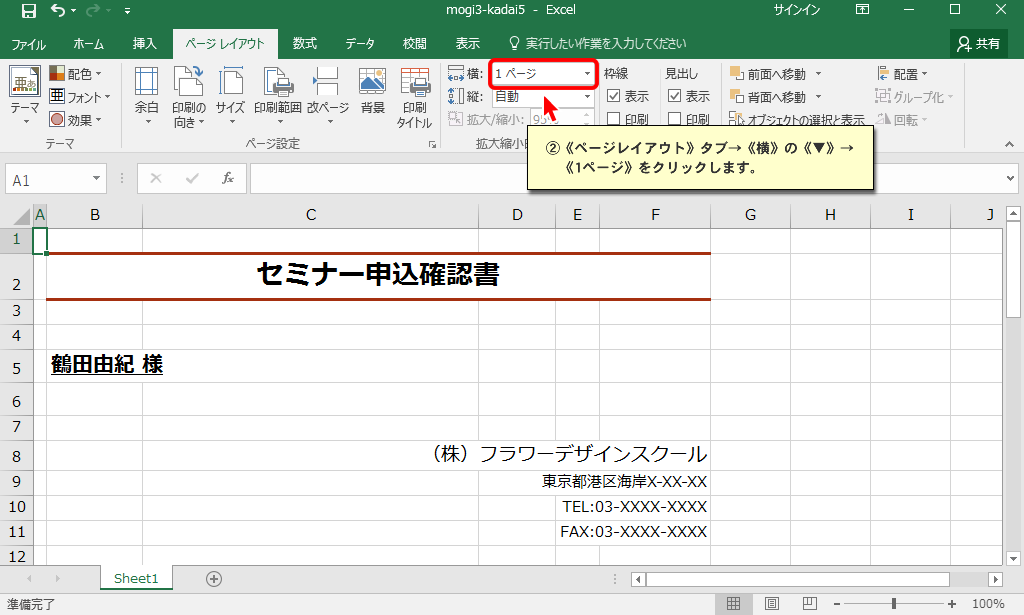 mogi3-kadai5 - Excel
サインイン
ファイル ホーム 挿入 ページ レイアウト 数式 データ 校閲 表示 実行したい作業を入力してください 共有
テーマ
配色
フォント
効果
テーマ
余白
印刷の向き
サイズ
印刷範囲
改ページ
背景
印刷タイトル
ページ設定
横: 1 ページ
縦: 自動
拡大/縮小: 95%
枠線
表示
印刷
見出し
表示
印刷
前面へ移動
背面へ移動
オブジェクトの選択と表示
配置
グループ化
回転
②《ページレイアウト》タブ→《横》の《▼》→
《1ページ》をクリックします。
A1
fx
A B C D E F G H I J
1
2 セミナー申込確認書
3
4
5 鶴田由紀 様
6
7
8 （株）フラワーデザインスクール
9 東京都港区海岸X-XX-XX
10 TEL:03-XXXX-XXXX
11 FAX:03-XXXX-XXXX
12
Sheet1
準備完了
100%